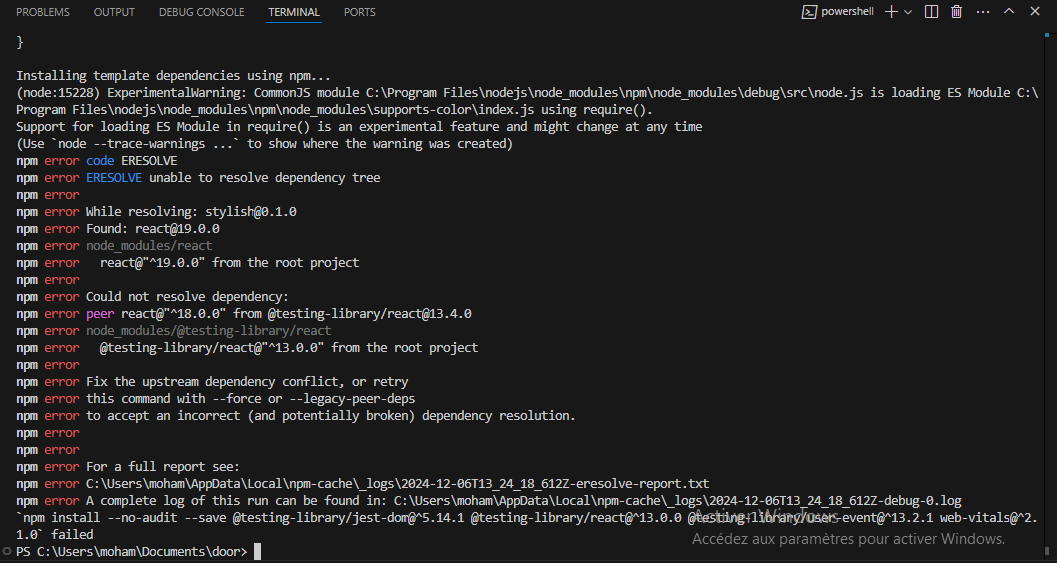 PROBLEMS OUTPUT DEBUG CONSOLE TERMINAL PORTS powershell
}
Installing template dependencies using npm...
(node:15228) ExperimentalWarning: CommonJS module C:\Program Files\nodejs\node_modules\npm\node_modules\debug\src\node.js is loading ES Module C:\
Program Files\nodejs\node_modules\npm\node_modules\supports-color\index.js using require().
Support for loading ES Module in require() is an experimental feature and might change at any time
(Use `node --trace-warnings ...` to show where the warning was created)
npm error code ERESOLVE
npm error ERESOLVE unable to resolve dependency tree
npm error
npm error While resolving: stylish@0.1.0
npm error Found: react@19.0.0
npm error node_modules/react
npm error   react@"^19.0.0" from the root project
npm error
npm error Could not resolve dependency:
npm error peer react@"^18.0.0" from @testing-library/react@13.4.0
npm error node_modules/@testing-library/react
npm error   @testing-library/react@"^13.0.0" from the root project
npm error
npm error Fix the upstream dependency conflict, or retry
npm error this command with --force or --legacy-peer-deps
npm error to accept an incorrect (and potentially broken) dependency resolution.
npm error
npm error
npm error For a full report see:
npm error C:\Users\moham\AppData\Local\npm-cache\_logs\2024-12-06T13_24_18_612Z-eresolve-report.txt
npm error A complete log of this run can be found in: C:\Users\moham\AppData\Local\npm-cache\_logs\2024-12-06T13_24_18_612Z-debug-0.log
`npm install --no-audit --save @testing-library/jest-dom@^5.14.1 @testing-library/react@^13.0.0 @testing-library/user-event@^13.2.1 web-vitals@^2.
1.0` failed
PS C:\Users\moham\Documents\door>
Activer Windows
Accédez aux paramètres pour activer Windows.